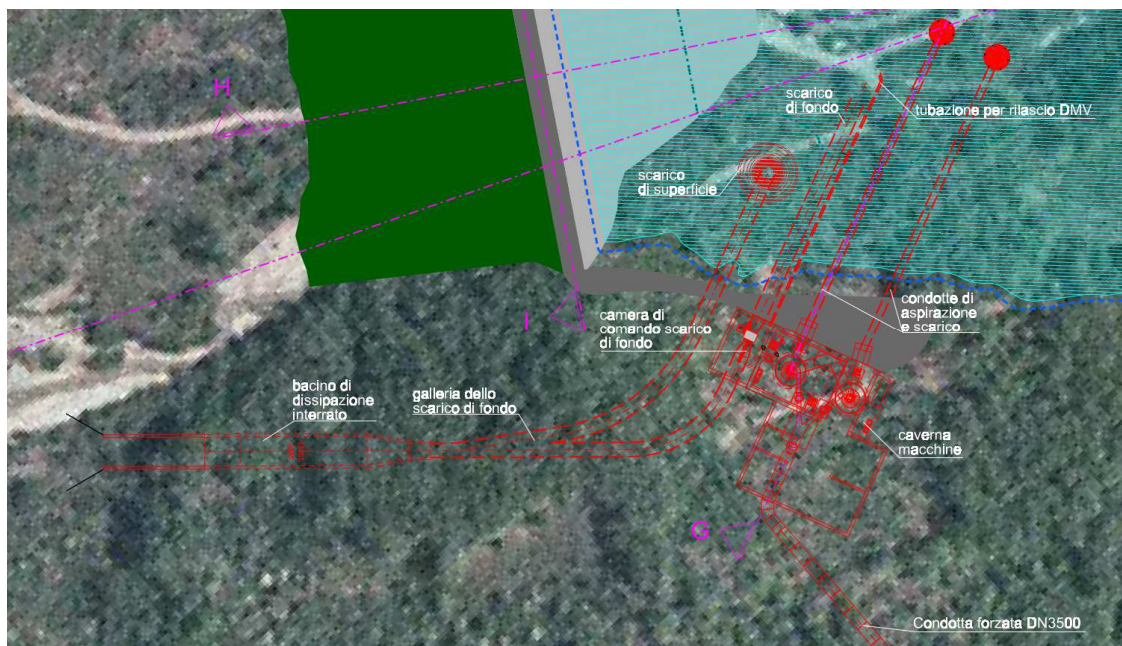 H
scarico
di fondo
tubazione per rilascio DMV
scarico
di superficie
I
camera di
comando scarico
di fondo
condotte di
aspirazione
e scarico
bacino di
dissipazione
interrato
galleria dello
scarico di fondo
caverna
macchine
G
Condotta forzata DN3500